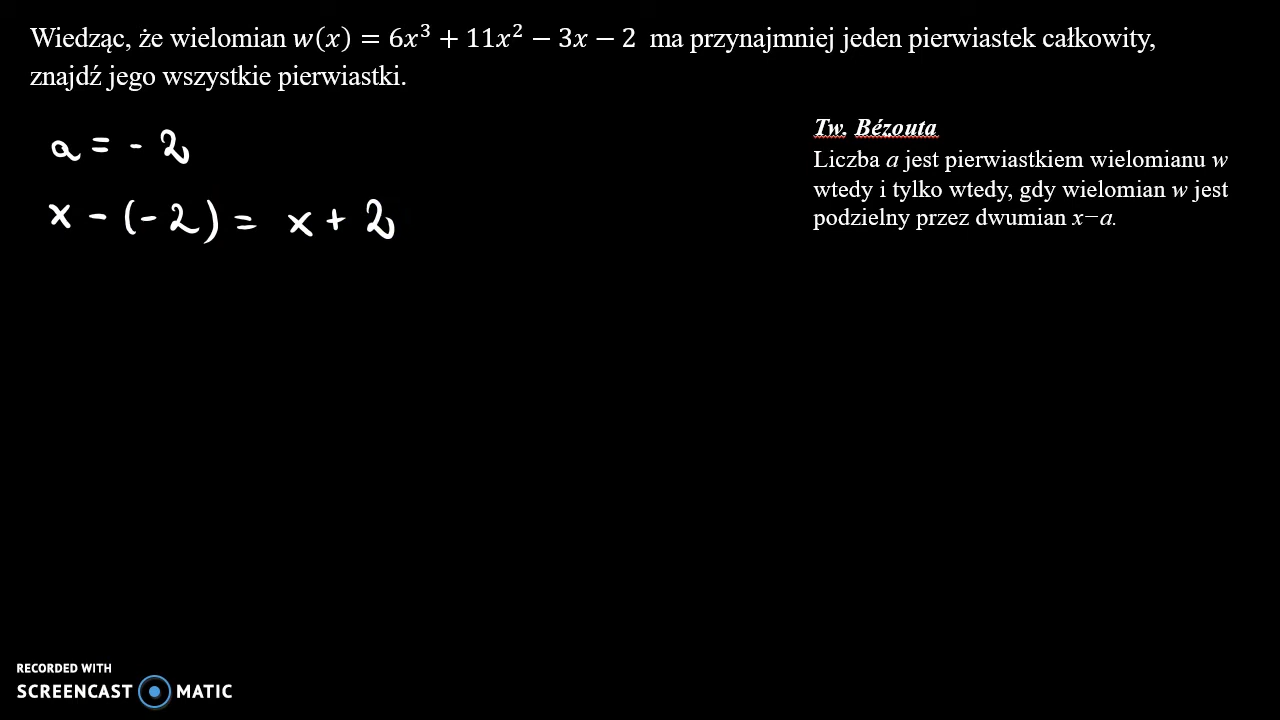 Wiedząc, że wielomian w(x) = 6x³ + 11x² − 3x − 2 ma przynajmniej jeden pierwiastek całkowity,
znajdź jego wszystkie pierwiastki.
a = - 2
x - (-2) = x + 2
Tw. Bézouta
Liczba a jest pierwiastkiem wielomianu w
wtedy i tylko wtedy, gdy wielomian w jest
podzielny przez dwumian x−a.
RECORDED WITH
SCREENCAST MATIC